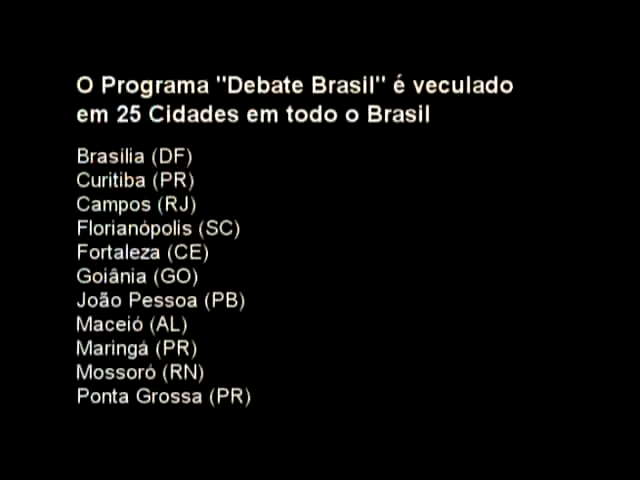 O Programa "Debate Brasil" é veculado
em 25 Cidades em todo o Brasil
Brasília (DF)
Curitiba (PR)
Campos (RJ)
Florianópolis (SC)
Fortaleza (CE)
Goiânia (GO)
João Pessoa (PB)
Maceió (AL)
Maringá (PR)
Mossoró (RN)
Ponta Grossa (PR)